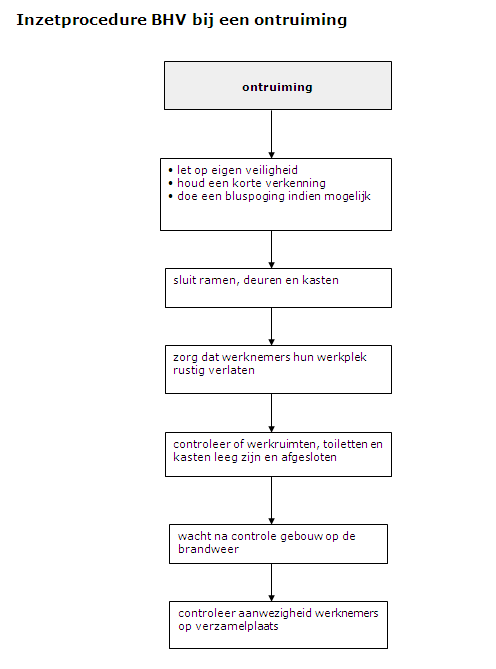 Inzetprocedure BHV bij een ontruiming
ontruiming
• let op eigen veiligheid
• houd een korte verkenning
• doe een bluspoging indien mogelijk
sluit ramen, deuren en kasten
zorg dat werknemers hun werkplek
rustig verlaten
controleer of werkruimten, toiletten en
kasten leeg zijn en afgesloten
wacht na controle gebouw op de
brandweer
controleer aanwezigheid werknemers
op verzamelplaats